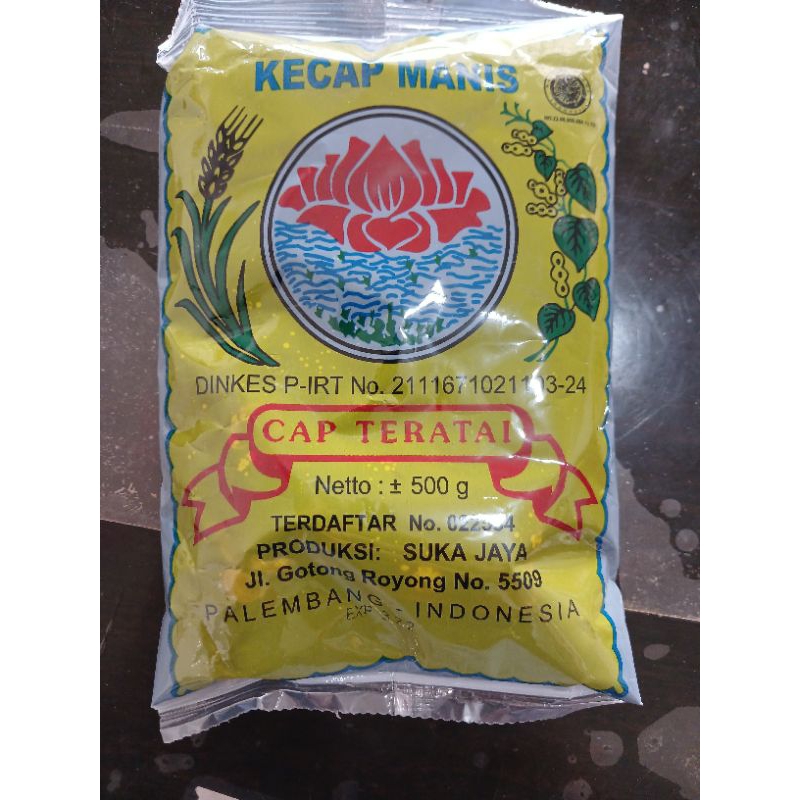 KECAP MANIS
DINKES P-IRT No. 2111671021103-24
CAP TERATAI
Netto : ± 500 g
TERDAFTAR No.
PRODUKSI: SUKA JAYA
Jl. Gotong Royong No. 5509
PALEMBANG - INDONESIA
EXP